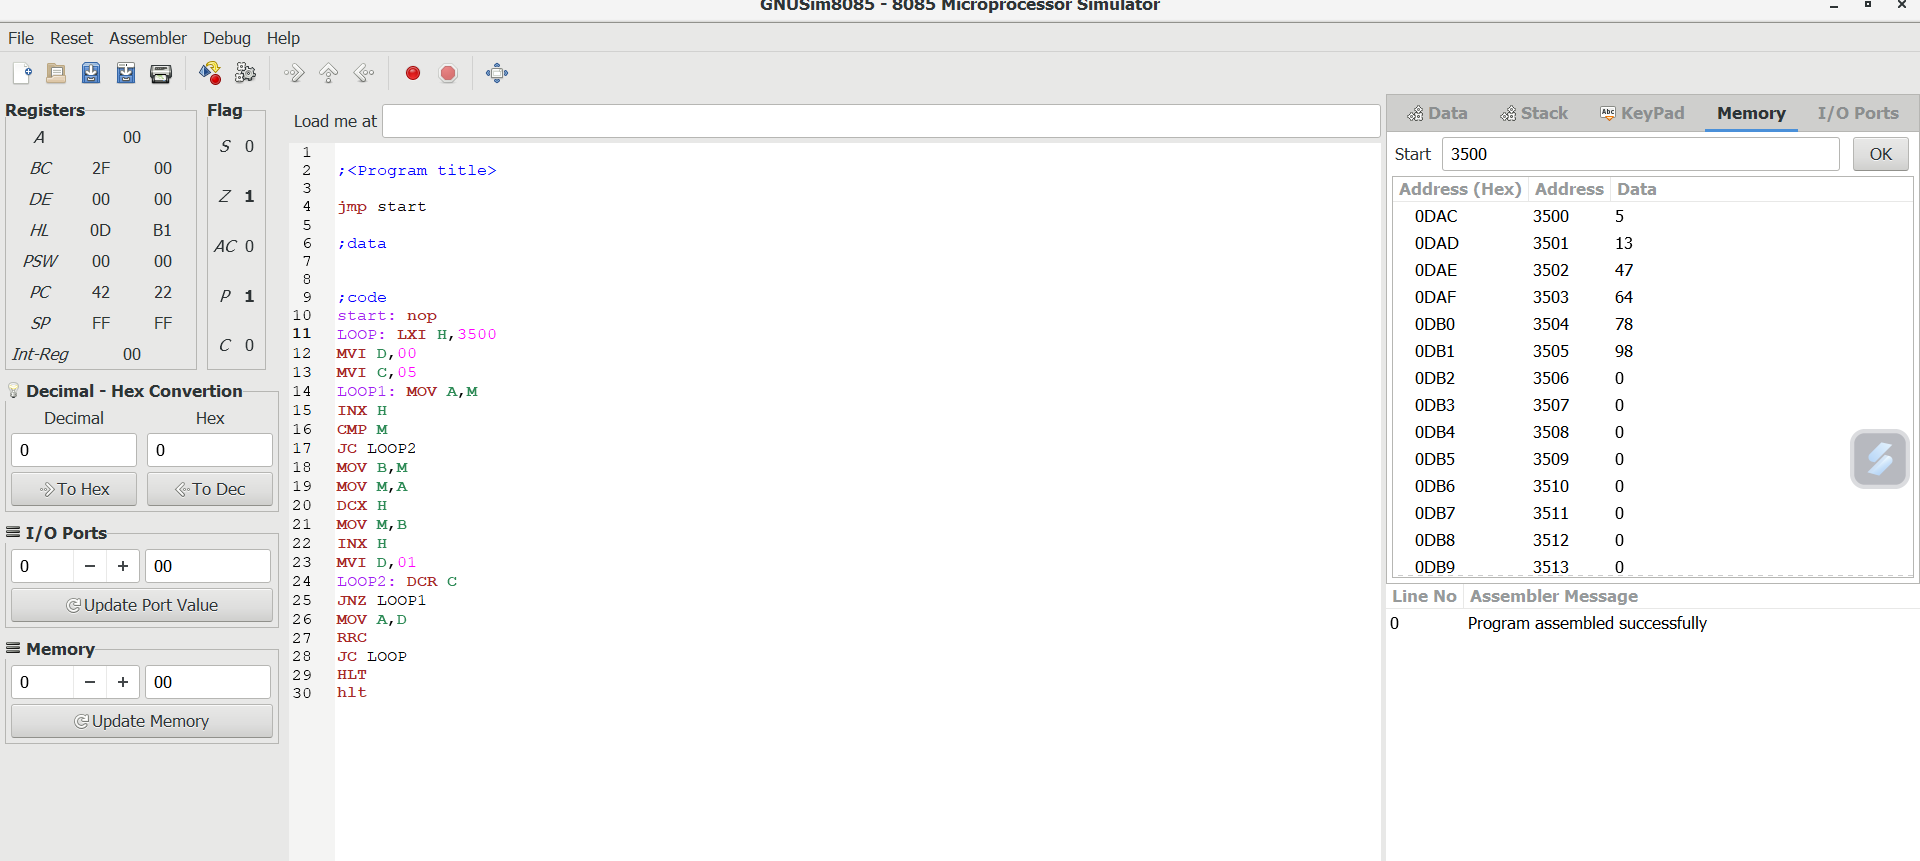 GNUSim8085 - 8085 Microprocessor Simulator
File Reset Assembler Debug Help
Registers
A 00
BC 2F 00
DE 00 00
HL 0D B1
PSW 00 00
PC 42 22
SP FF FF
Int-Reg 00
Flag
S 0
Z 1
AC 0
P 1
C 0
Decimal - Hex Convertion
Decimal Hex
0 0
To Hex To Dec
I/O Ports
0 − + 00
Update Port Value
Memory
0 − + 00
Update Memory
Load me at
1
2 ;<Program title>
3
4 jmp start
5
6 ;data
7
8
9 ;code
10 start: nop
11 LOOP: LXI H,3500
12 MVI D,00
13 MVI C,05
14 LOOP1: MOV A,M
15 INX H
16 CMP M
17 JC LOOP2
18 MOV B,M
19 MOV M,A
20 DCX H
21 MOV M,B
22 INX H
23 MVI D,01
24 LOOP2: DCR C
25 JNZ LOOP1
26 MOV A,D
27 RRC
28 JC LOOP
29 HLT
30 hlt
Data Stack Abc KeyPad Memory I/O Ports
Start 3500 OK
Address (Hex) Address Data
0DAC 3500 5
0DAD 3501 13
0DAE 3502 47
0DAF 3503 64
0DB0 3504 78
0DB1 3505 98
0DB2 3506 0
0DB3 3507 0
0DB4 3508 0
0DB5 3509 0
0DB6 3510 0
0DB7 3511 0
0DB8 3512 0
0DB9 3513 0
Line No Assembler Message
0 Program assembled successfully